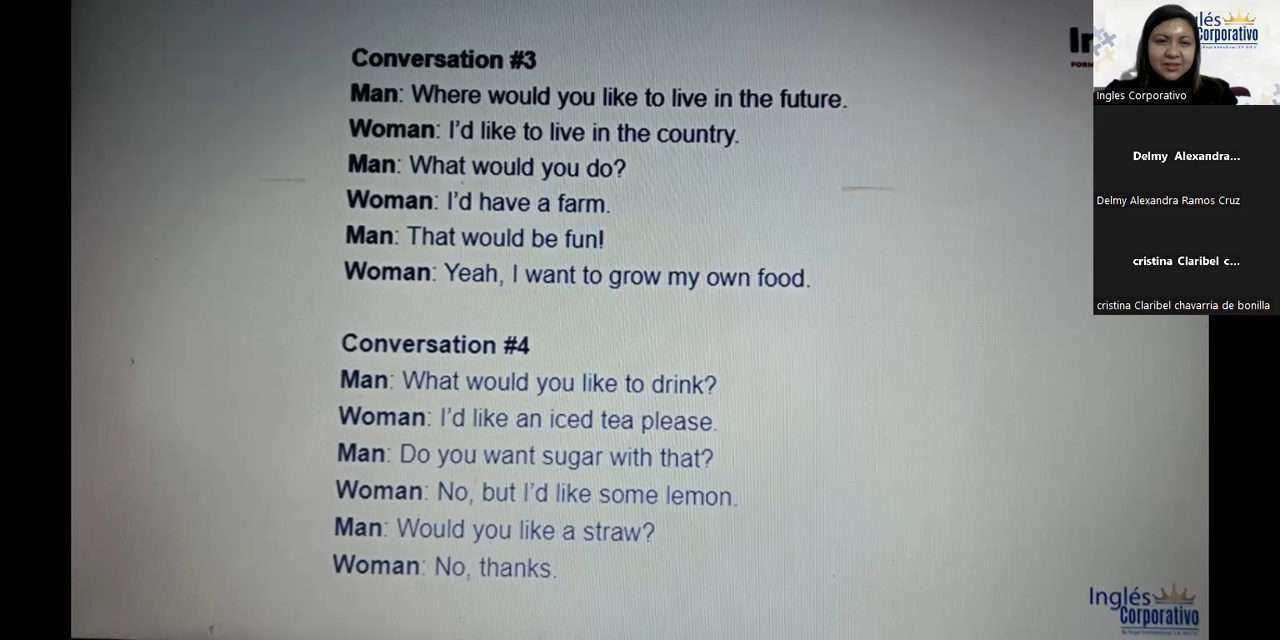 Conversation #3
Man: Where would you like to live in the future.
Woman: I'd like to live in the country.
Man: What would you do?
Woman: I'd have a farm.
Man: That would be fun!
Woman: Yeah, I want to grow my own food.
Conversation #4
Man: What would you like to drink?
Woman: I'd like an iced tea please.
Man: Do you want sugar with that?
Woman: No, but I'd like some lemon.
Man: Would you like a straw?
Woman: No, thanks.
lés
Corporativo
Ingles Corporativo
Delmy Alexandra...
Delmy Alexandra Ramos Cruz
cristina Claribel c...
cristina Claribel chavarria de bonilla
Inglés
Corporativo